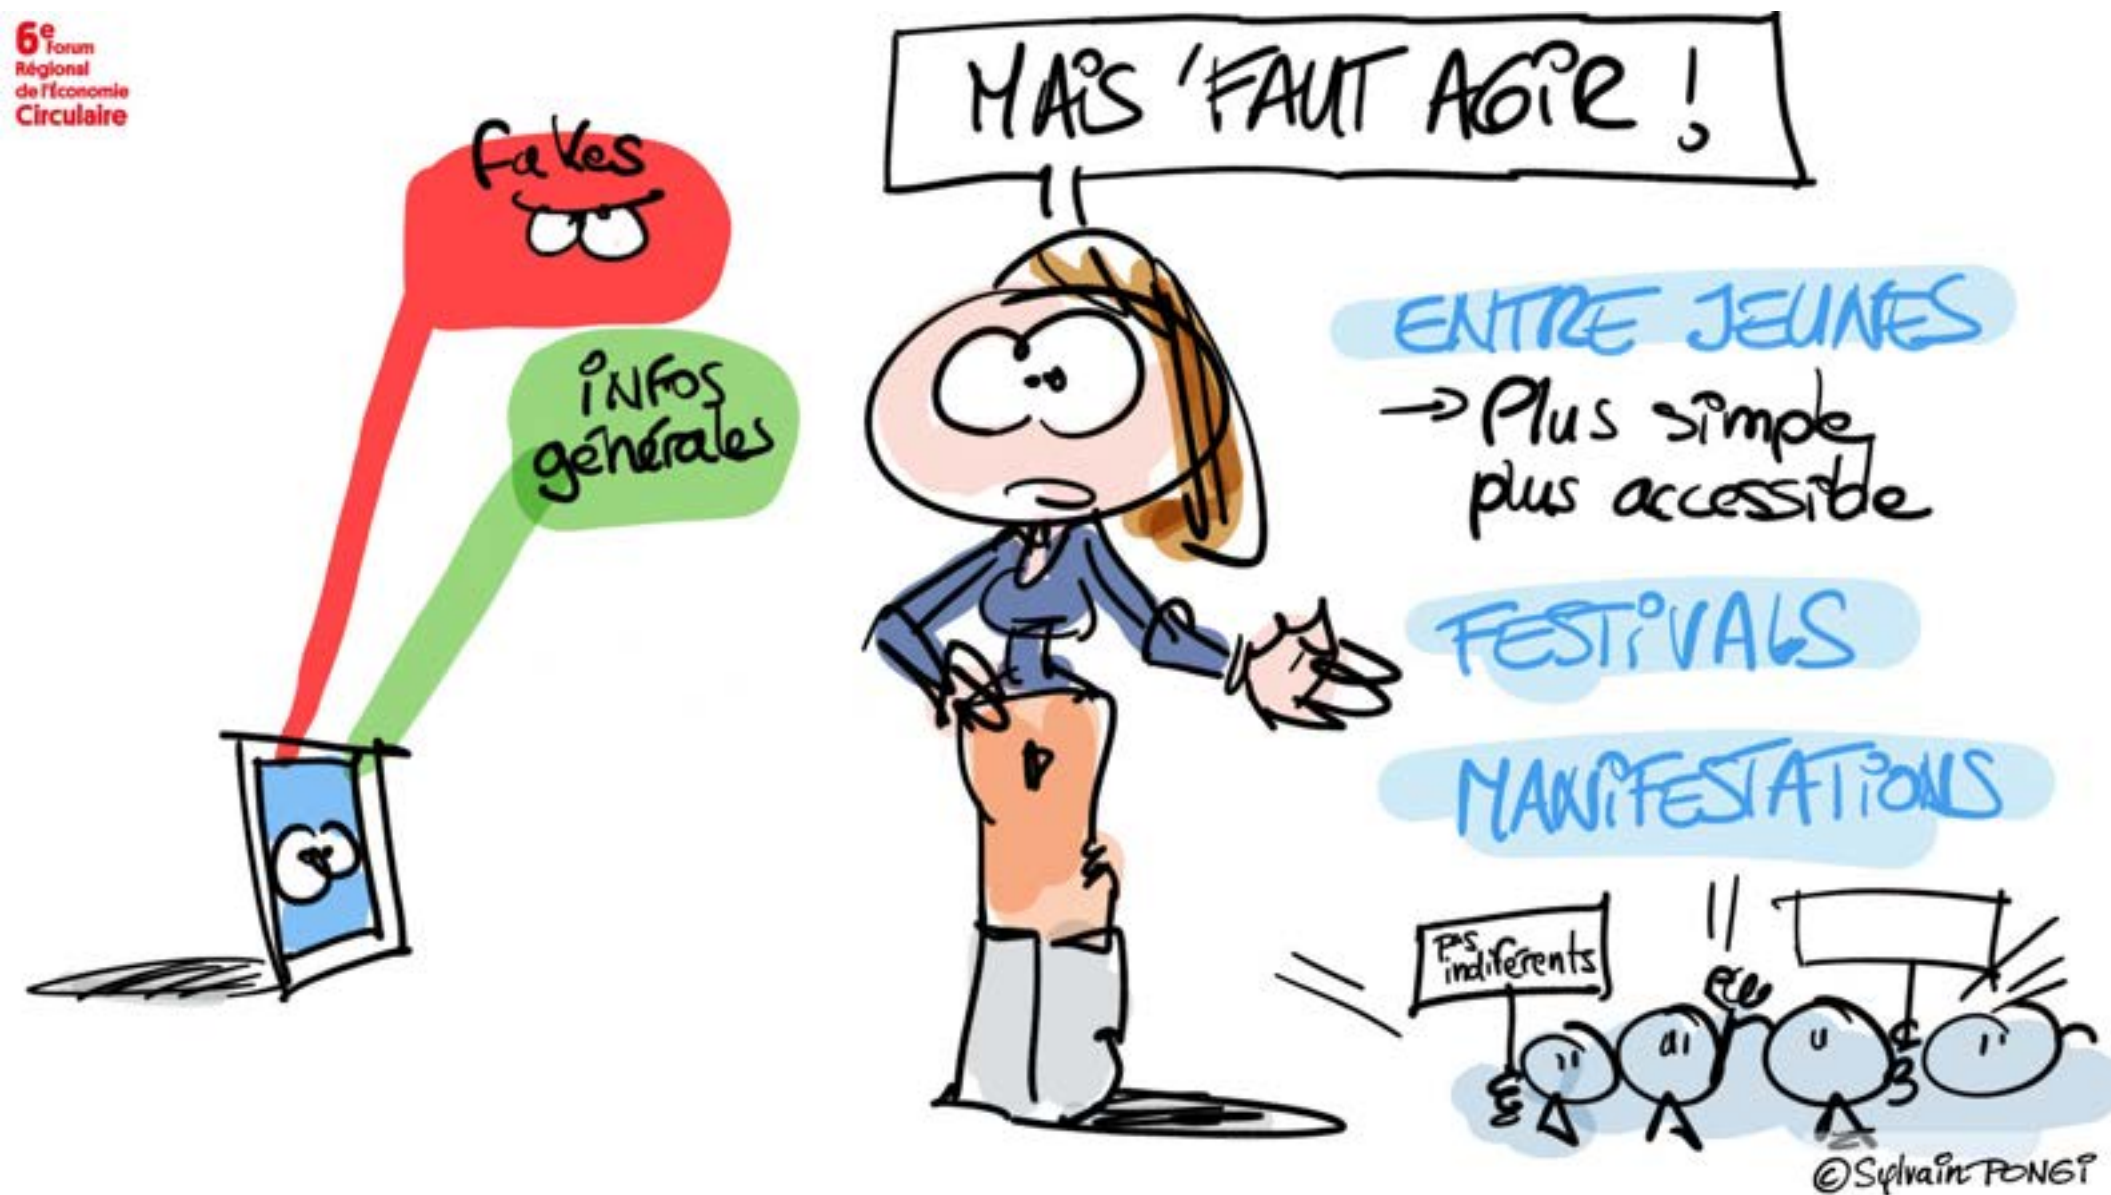 6e Forum
Régional
de l'Économie
Circulaire
MAIS 'FAUT AGIR !
fakes
iNFOS
générales
ENTRE JEUNES
→ Plus simple,
plus accessible
FESTIVALS
MANIFESTATIONS
pas
indiférents
©Sylvain PONGI